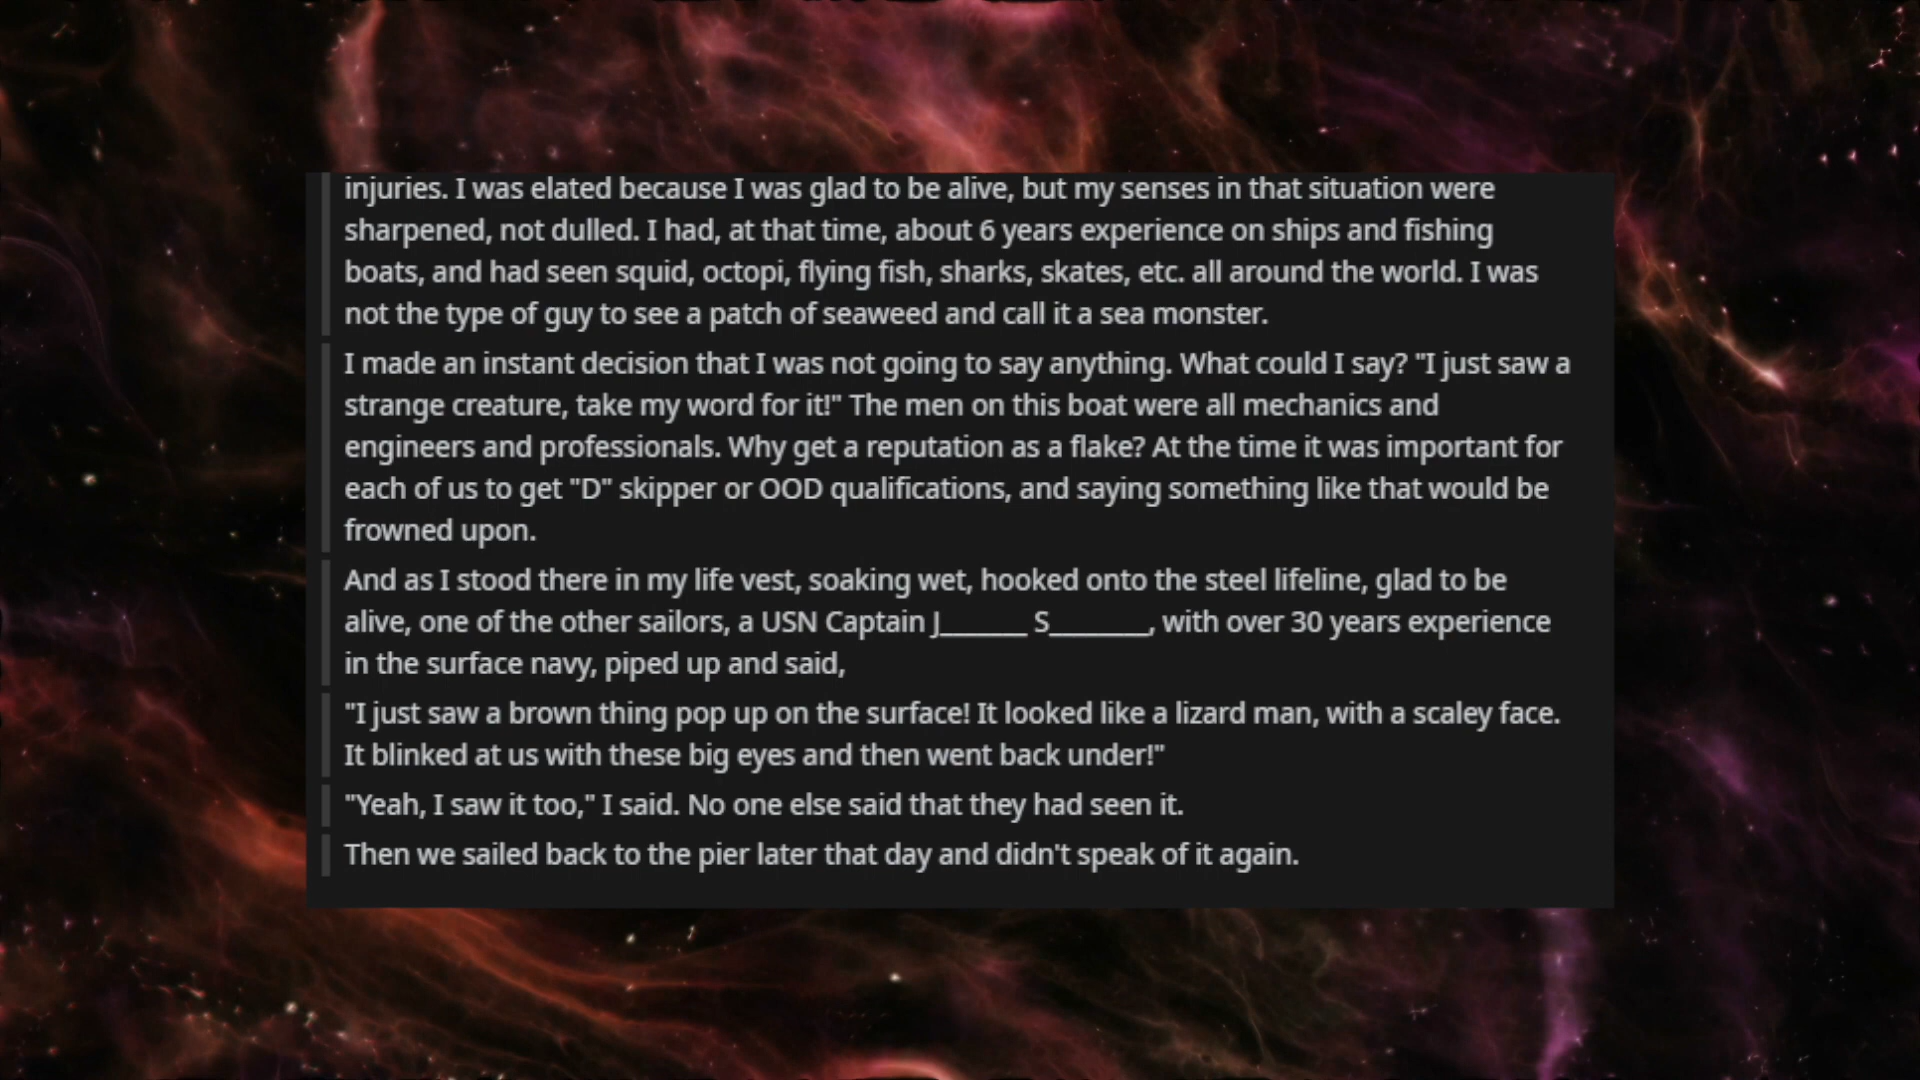 injuries. I was elated because I was glad to be alive, but my senses in that situation were
sharpened, not dulled. I had, at that time, about 6 years experience on ships and fishing
boats, and had seen squid, octopi, flying fish, sharks, skates, etc. all around the world. I was
not the type of guy to see a patch of seaweed and call it a sea monster.
I made an instant decision that I was not going to say anything. What could I say? "I just saw a
strange creature, take my word for it!" The men on this boat were all mechanics and
engineers and professionals. Why get a reputation as a flake? At the time it was important for
each of us to get "D" skipper or OOD qualifications, and saying something like that would be
frowned upon.
And as I stood there in my life vest, soaking wet, hooked onto the steel lifeline, glad to be
alive, one of the other sailors, a USN Captain J______ S_______, with over 30 years experience
in the surface navy, piped up and said,
"I just saw a brown thing pop up on the surface! It looked like a lizard man, with a scaley face.
It blinked at us with these big eyes and then went back under!"
"Yeah, I saw it too," I said. No one else said that they had seen it.
Then we sailed back to the pier later that day and didn't speak of it again.